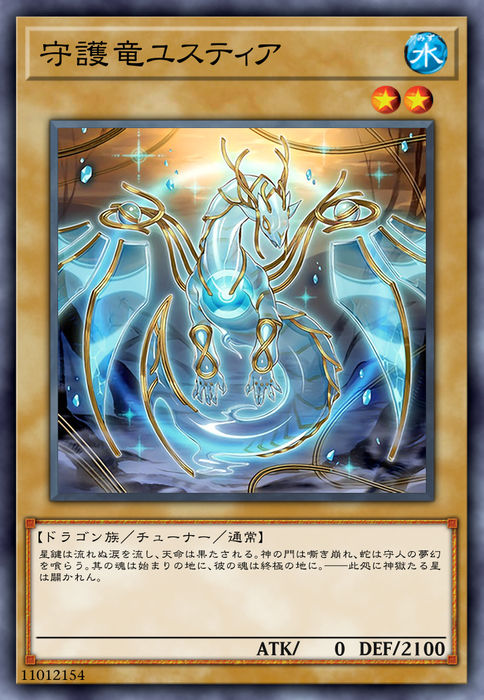 守護竜ユスティア
みず
水
【ドラゴン族／チューナー／通常】
星鍵は流れぬ涙を流し、天命は果たされる。神の門は嘶き崩れ、蛇は守人の夢幻
を喰らう。其の魂は始まりの地に、彼の魂は終極の地に。――此処に神獄たる星
は闢かれん。
ATK/ 0 DEF/2100
11012154